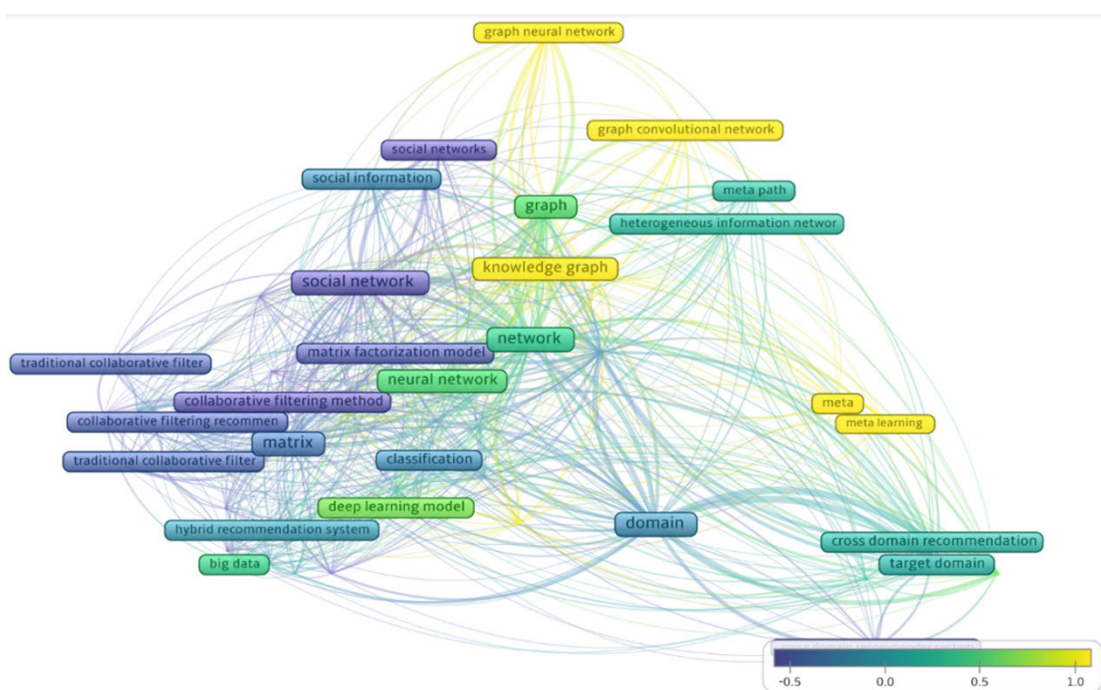 graph neural network
graph convolutional network
social networks
social information
meta path
graph
heterogeneous information networ
knowledge graph
social network
network
matrix factorization model
traditional collaborative filter
neural network
collaborative filtering method
meta
collaborative filtering recommen
meta learning
matrix
traditional collaborative filter
classification
deep learning model
domain
hybrid recommendation system
cross domain recommendation
big data
target domain
-0.5
0.0
0.5
1.0